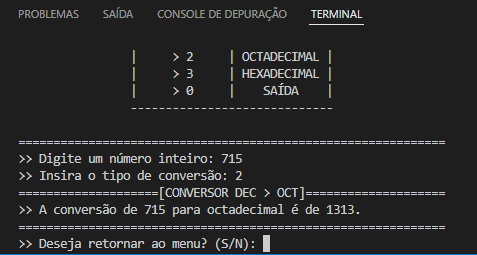 PROBLEMAS SAÍDA CONSOLE DE DEPURAÇÃO TERMINAL
| > 2 | OCTADECIMAL |
| > 3 | HEXADECIMAL |
| > 0 | SAÍDA |
-----------------------------
=============================================================
>> Digite um número inteiro: 715
>> Insira o tipo de conversão: 2
====================[CONVERSOR DEC > OCT]====================
>> A conversão de 715 para octadecimal é de 1313.
=============================================================
>> Deseja retornar ao menu? (S/N):